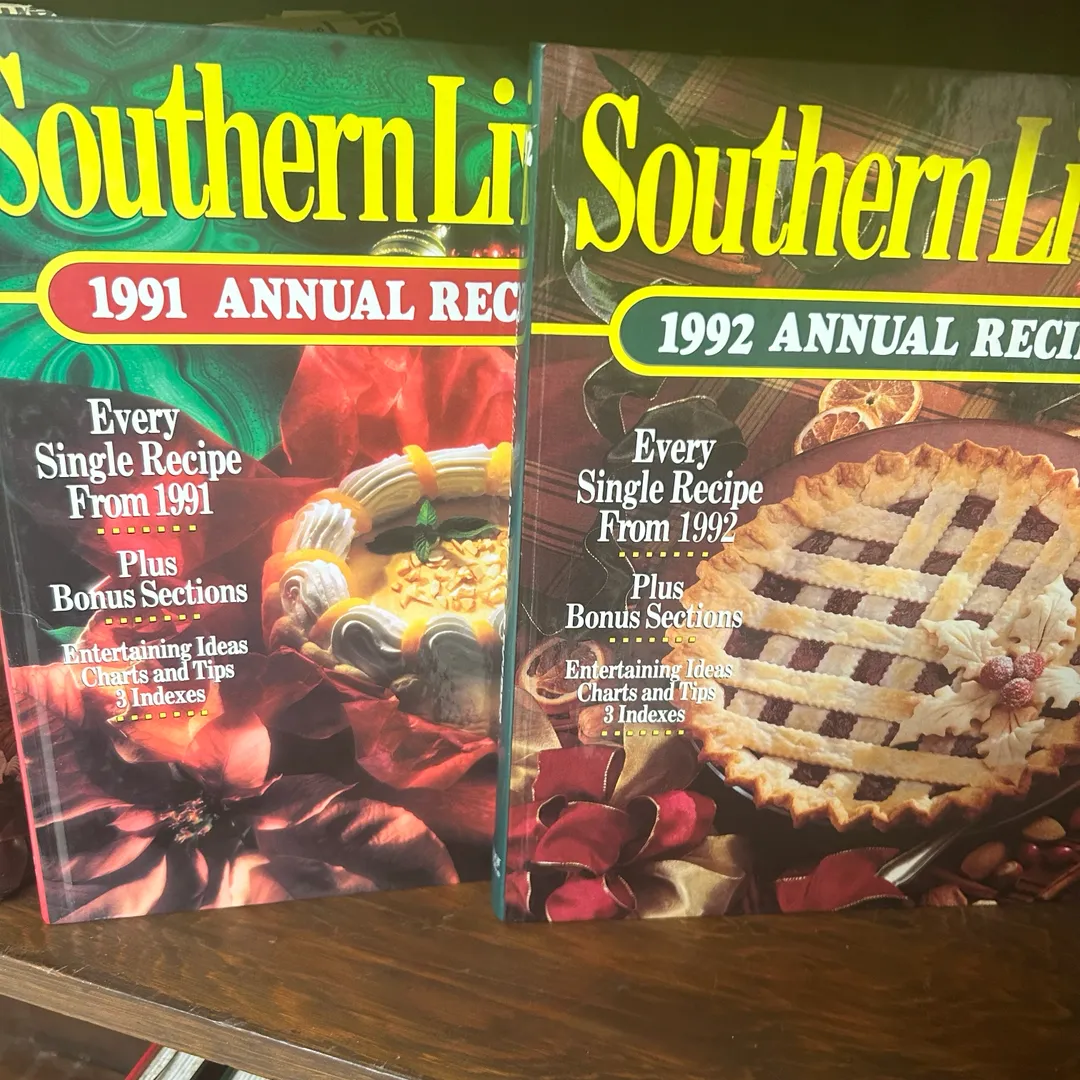 Southern Liv
1991 ANNUAL REC
Every
Single Recipe
From 1991
Plus
Bonus Sections
Entertaining Ideas
Charts and Tips
3 Indexes
Southern Li
1992 ANNUAL RECI
Every
Single Recipe
From 1992
Plus
Bonus Sections
Entertaining Ideas
Charts and Tips
3 Indexes